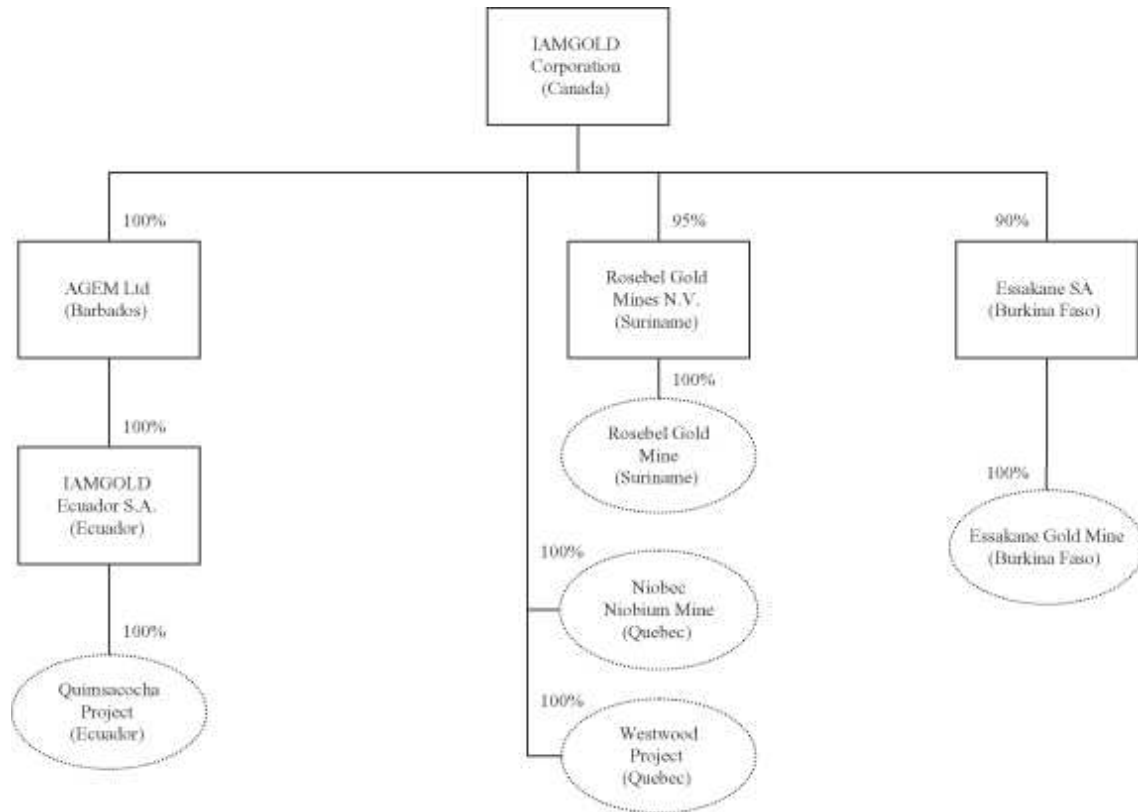 IAMGOLD
Corporation
(Canada)
100%
95%
90%
AGEM Ltd
(Barbados)
Rosebel Gold
Mines N.V.
(Suriname)
Essakane SA
(Burkina Faso)
100%
100%
Rosebel Gold
Mine
(Suriname)
IAMGOLD
Ecuador S.A.
(Ecuador)
100%
Essakane Gold Mine
(Burkina Faso)
100%
Niobec
Niobium Mine
(Quebec)
100%
Quimsacocha
Project
(Ecuador)
100%
Westwood
Project
(Quebec)